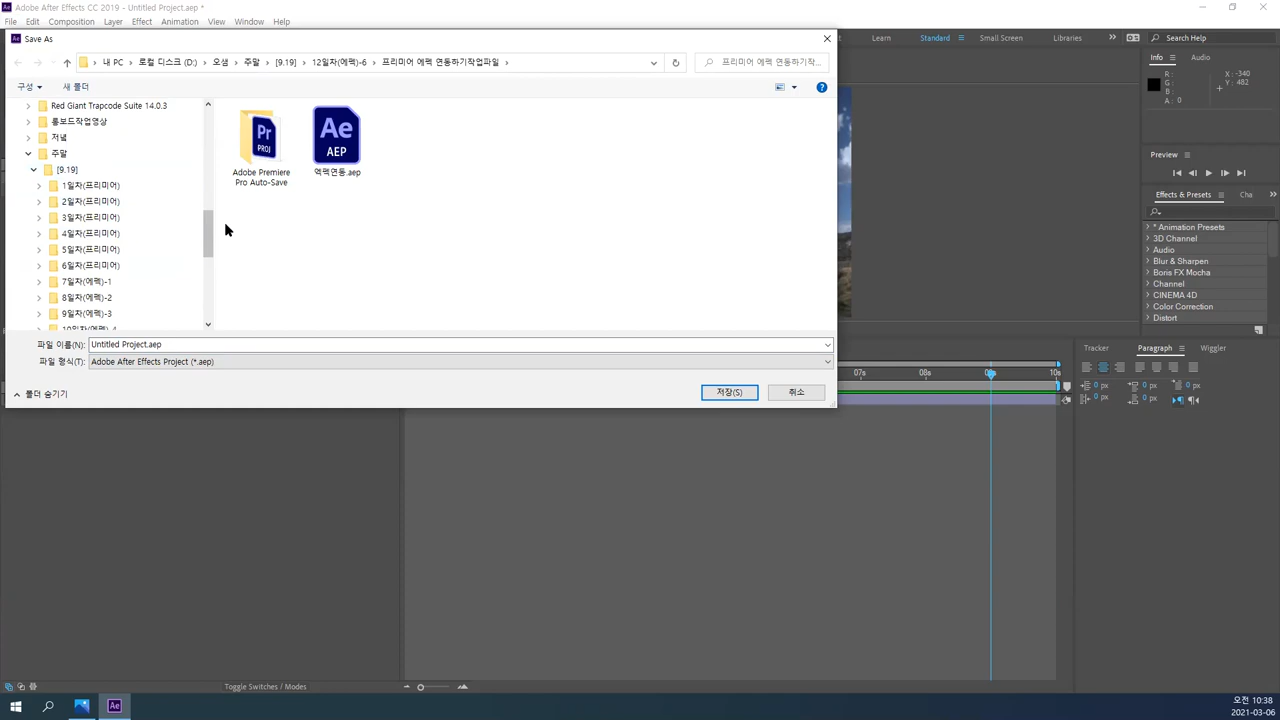 Adobe After Effects CC 2019 - Untitled Project.aep *
File Edit Composition Layer Effect Animation View Window Help
Save As
Learn Standard Small Screen Libraries Search Help
내 PC > 로컬 디스크 (D:) > 오샘 > 주말 > [9.19] > 12일차(에펙)-6 > 프리미어 에펙 연동하기작업파일 >
프리미어 에펙 연동하기작...
구성 새 폴더
Red Giant Trapcode Suite 14.0.3
저녁
주말
[9.19]
1일차(프리미어)
2일차(프리미어)
3일차(프리미어)
4일차(프리미어)
5일차(프리미어)
6일차(프리미어)
7일차(에펙)-1
8일차(에펙)-2
9일차(에펙)-3
10일차(에펙)-4
Pr
PROJ
Adobe Premiere
Pro Auto-Save
Ae
AEP
파일 이름(N): Untitled Project.aep
파일 형식(T): Adobe After Effects Project (*.aep)
폴더 숨기기
저장(S) 취소
Info Audio
R :
G :
B :
A : 0
X : -340
Y : 482
Preview
Effects & Presets Cha
* Animation Presets
3D Channel
Audio
Blur & Sharpen
Boris FX Mocha
Channel
CINEMA 4D
Color Correction
Distort
Tracker Paragraph Wiggler
0 px 0 px 0 px
0 px 0 px
07s 08s 09s 10s
Toggle Switches / Modes
Ae
오전 10:38
2021-03-06